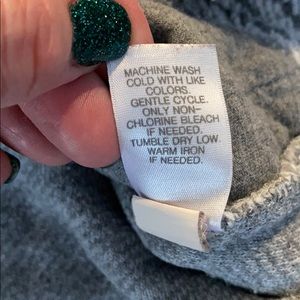 MACHINE WASH
COLD WITH LIKE
COLORS.
GENTLE CYCLE.
ONLY NON-
CHLORINE BLEACH
IF NEEDED.
TUMBLE DRY LOW.
WARM IRON
IF NEEDED.